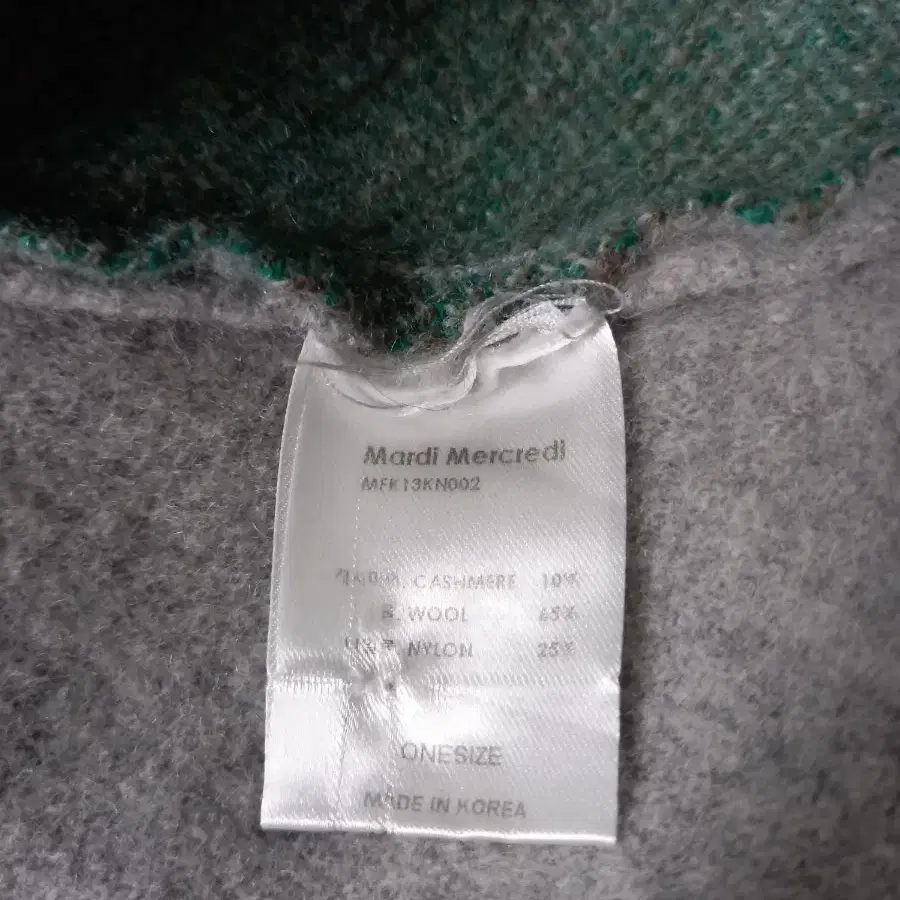 Mardi Mercredi
MFK13KN002
CASHMERE 10%
WOOL 65%
NYLON 25%
ONESIZE
MADE IN KOREA